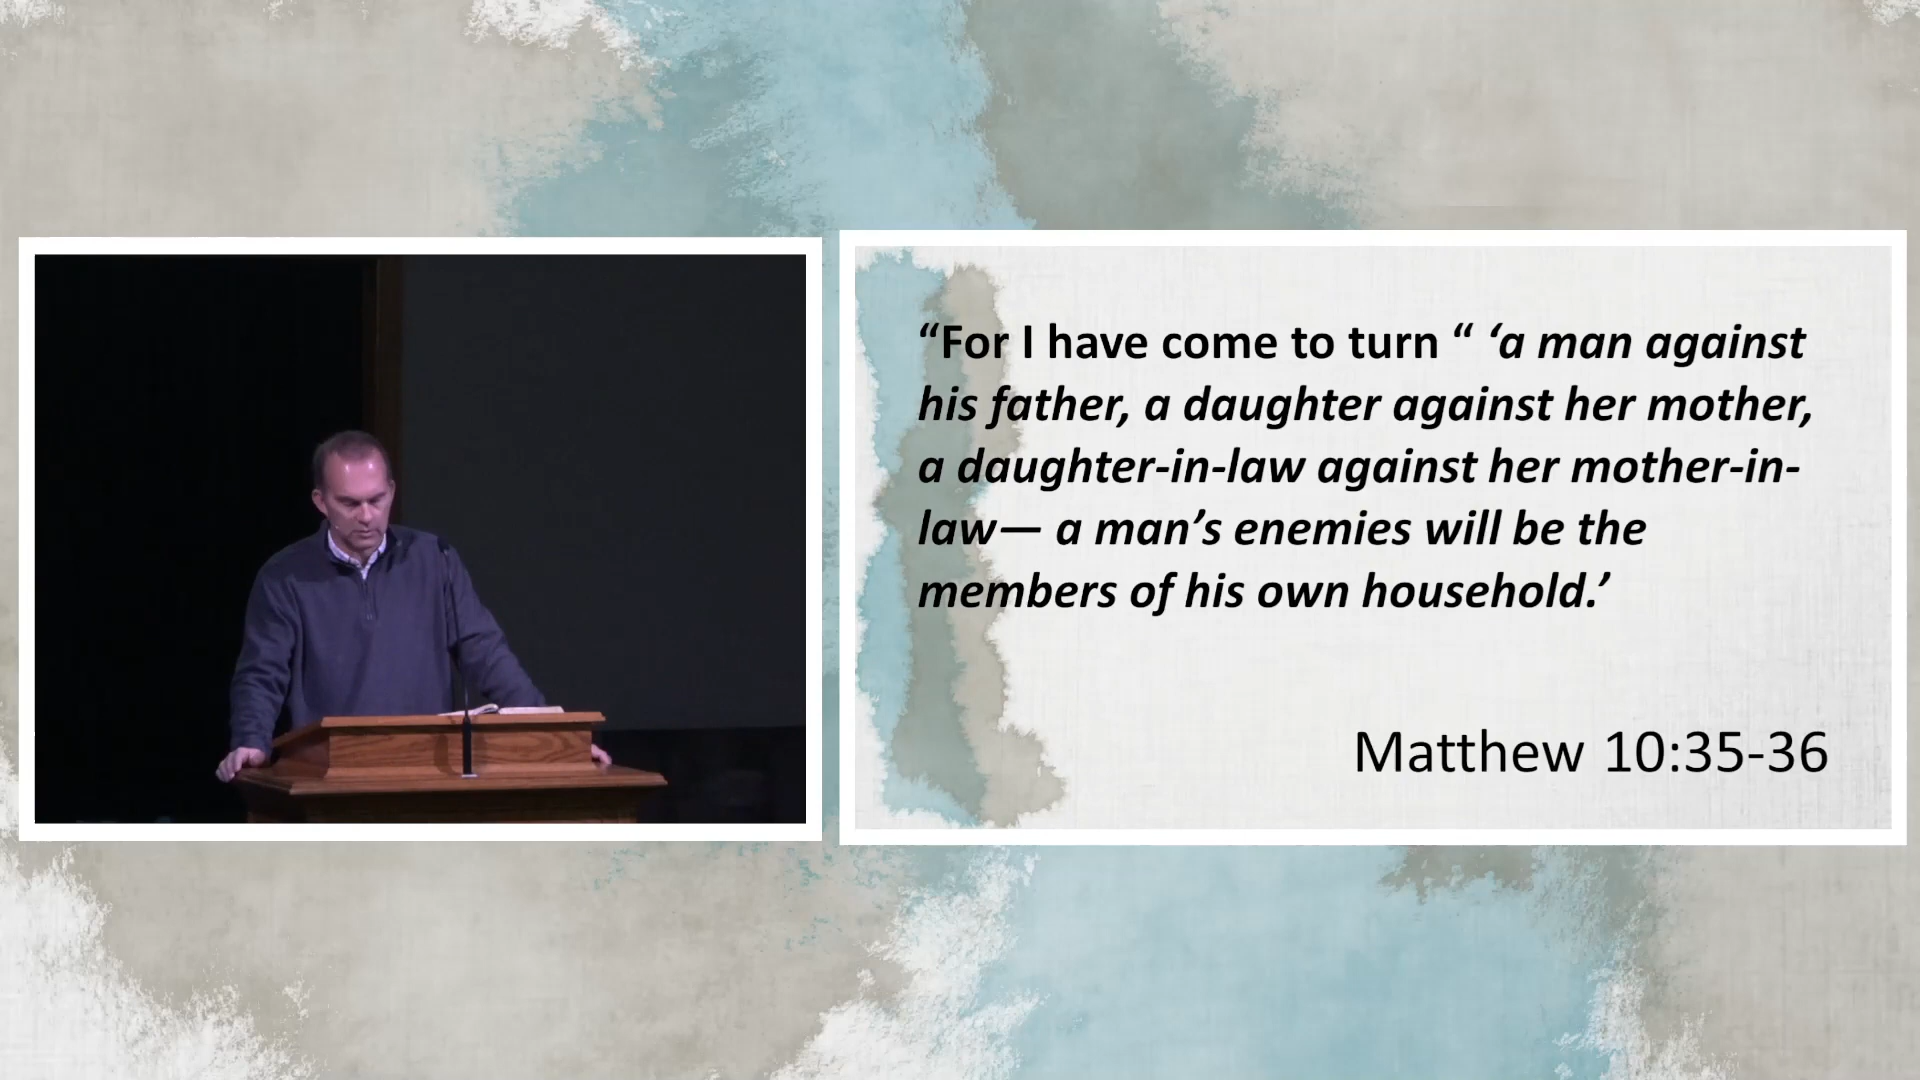 “For I have come to turn “ ‘a man against
his father, a daughter against her mother,
a daughter-in-law against her mother-in-
law— a man’s enemies will be the
members of his own household.’
Matthew 10:35-36